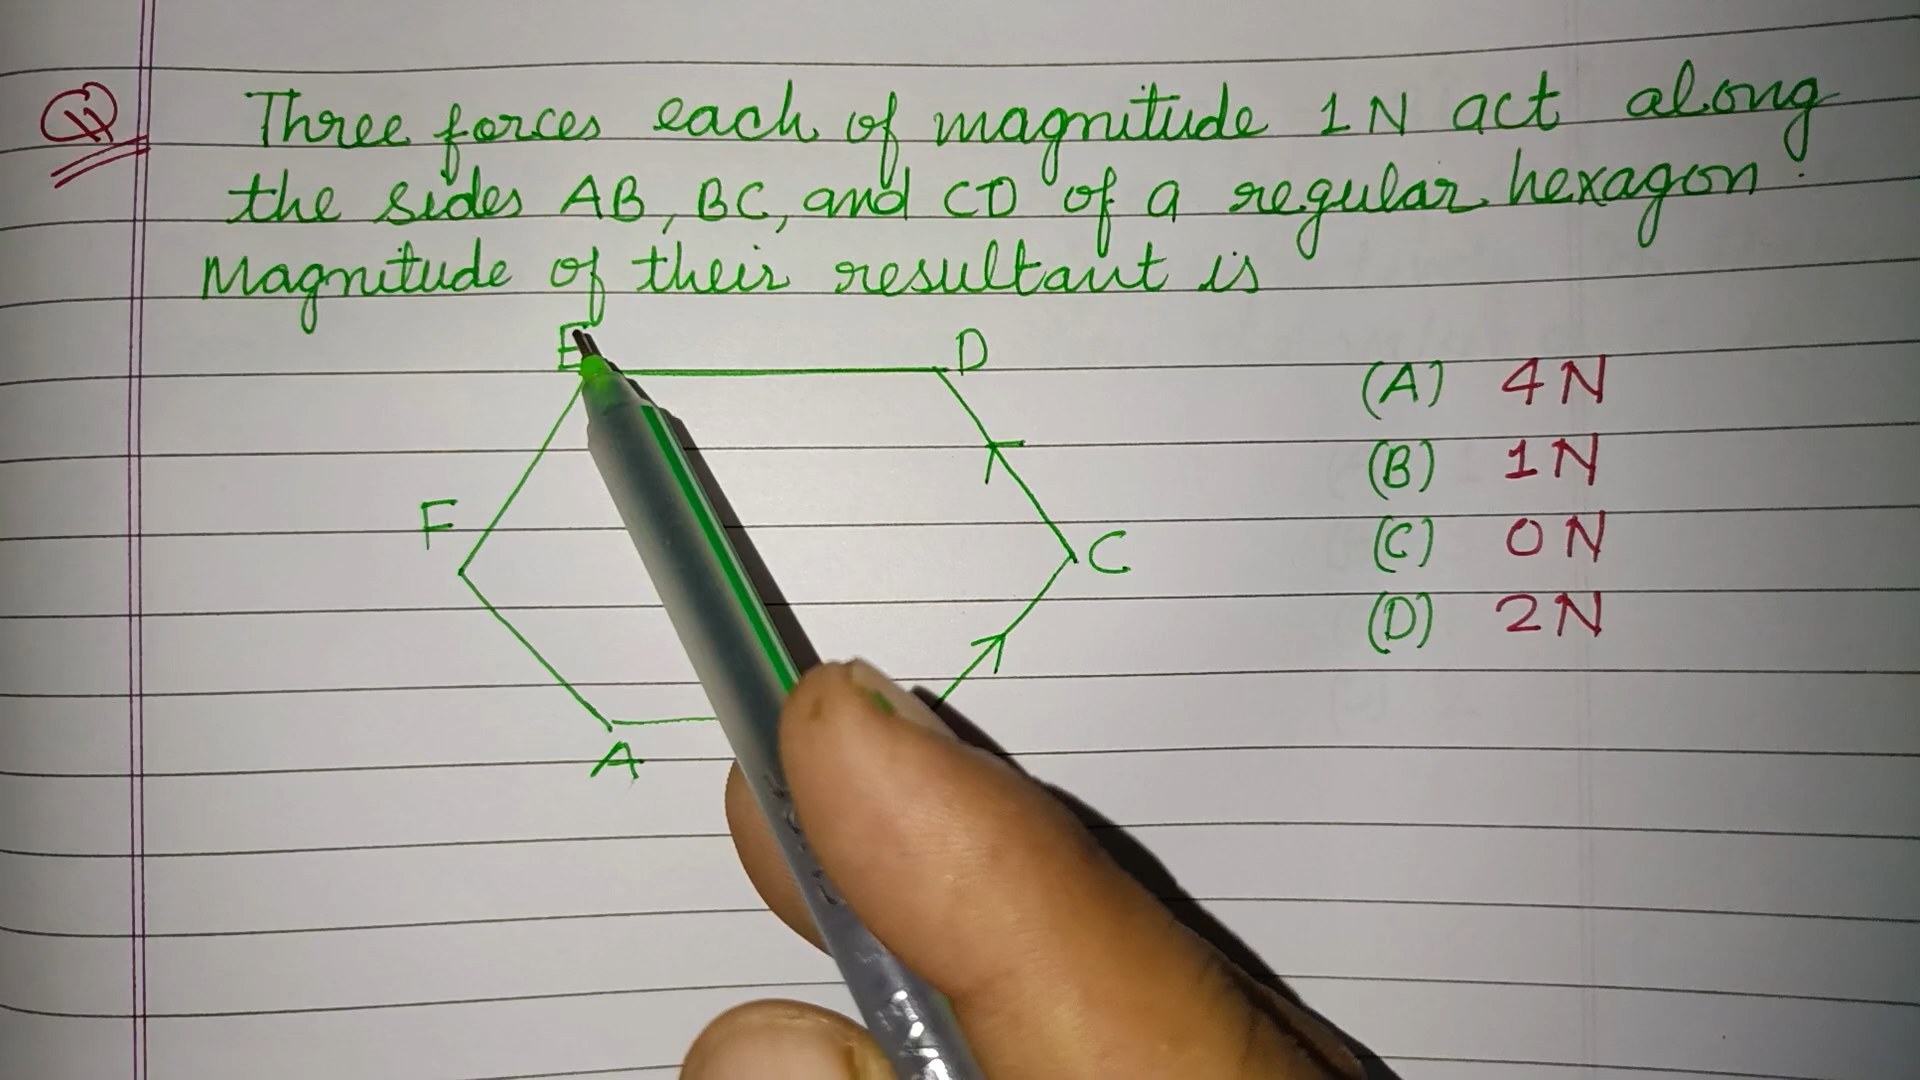 Q Three forces each of magnitude 1N act along
the sides AB, BC, and CD of a regular hexagon.
Magnitude of their resultant is
E D
(A) 4N
(B) 1N
F
C
(C) 0N
(D) 2N
A